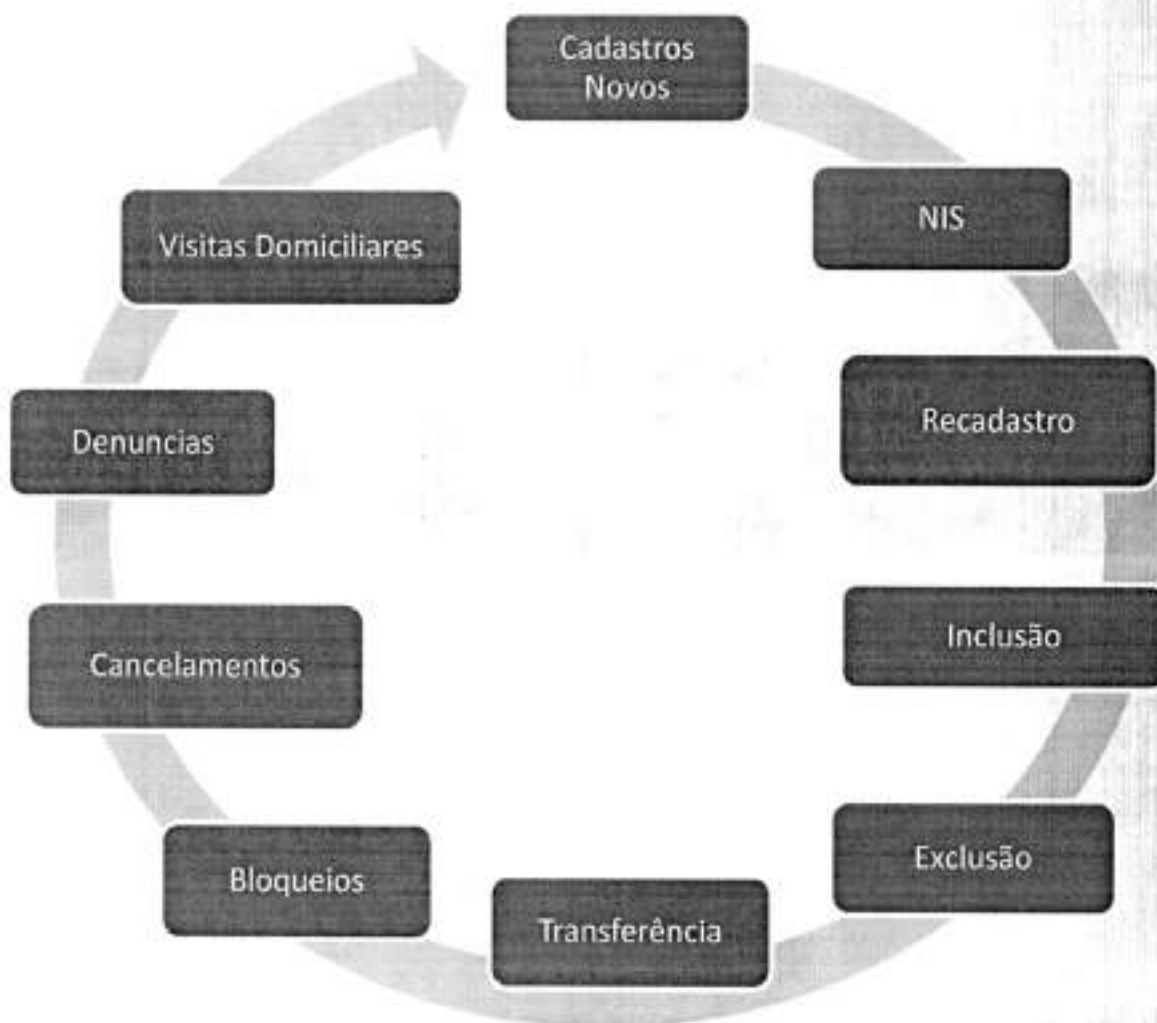 Cadastros
Novos
NIS
Recadastro
Inclusão
Exclusão
Transferência
Bloqueios
Cancelamentos
Denuncias
Visitas Domiciliares